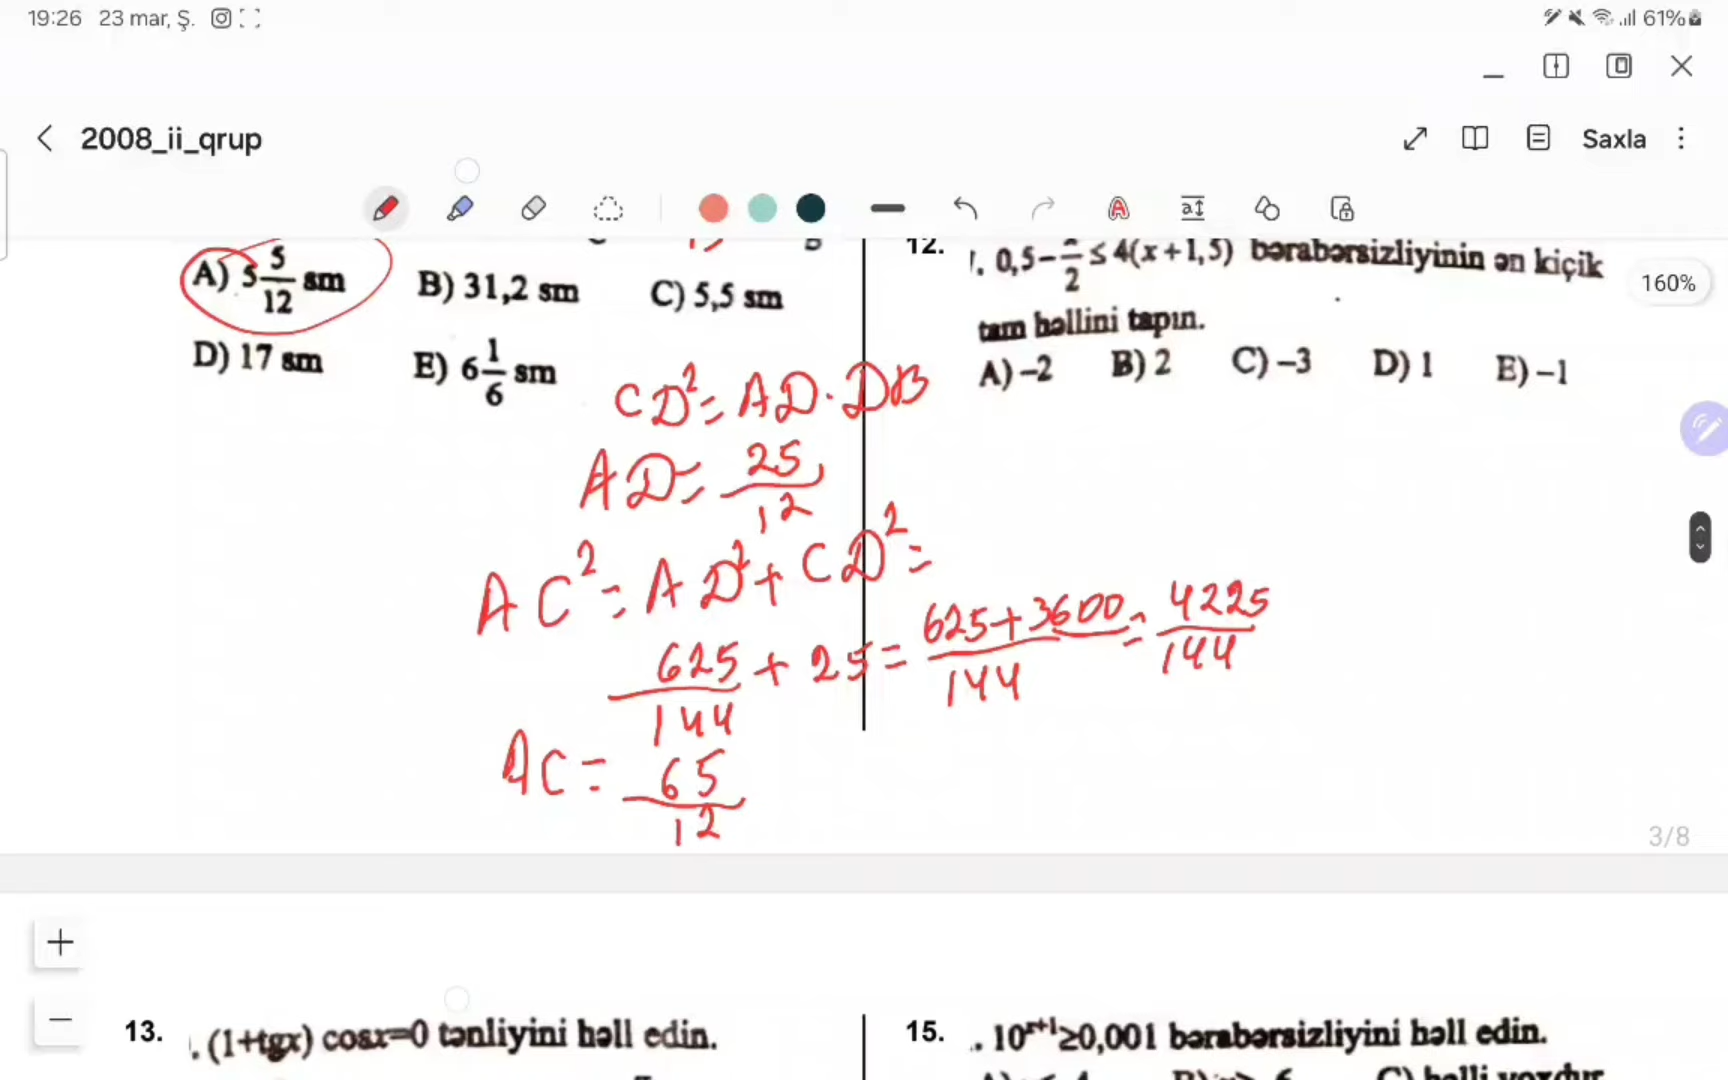 19:26 23 mar, Ş.
61%
2008_ii_qrup
Saxla
160%
A) 5 5/12 sm B) 31,2 sm C) 5,5 sm
D) 17 sm E) 6 1/6 sm
CD²= AD·DB
AD= 25/12
AC²= AD²+CD²=
625/144 + 25= 625+3600/144 = 4225/144
AC= 65/12
12. 0,5- /2 ≤ 4(x+1,5) bərabərsizliyinin ən kiçik
tam həllini tapın.
A) -2 B) 2 C) -3 D) 1 E) -1
3/8
13. (1+tgx) cosx=0 tənliyini həll edin.
15. 10ˣ⁺¹≥0,001 bərabərsizliyini həll edin.
C) həlli yoxdur